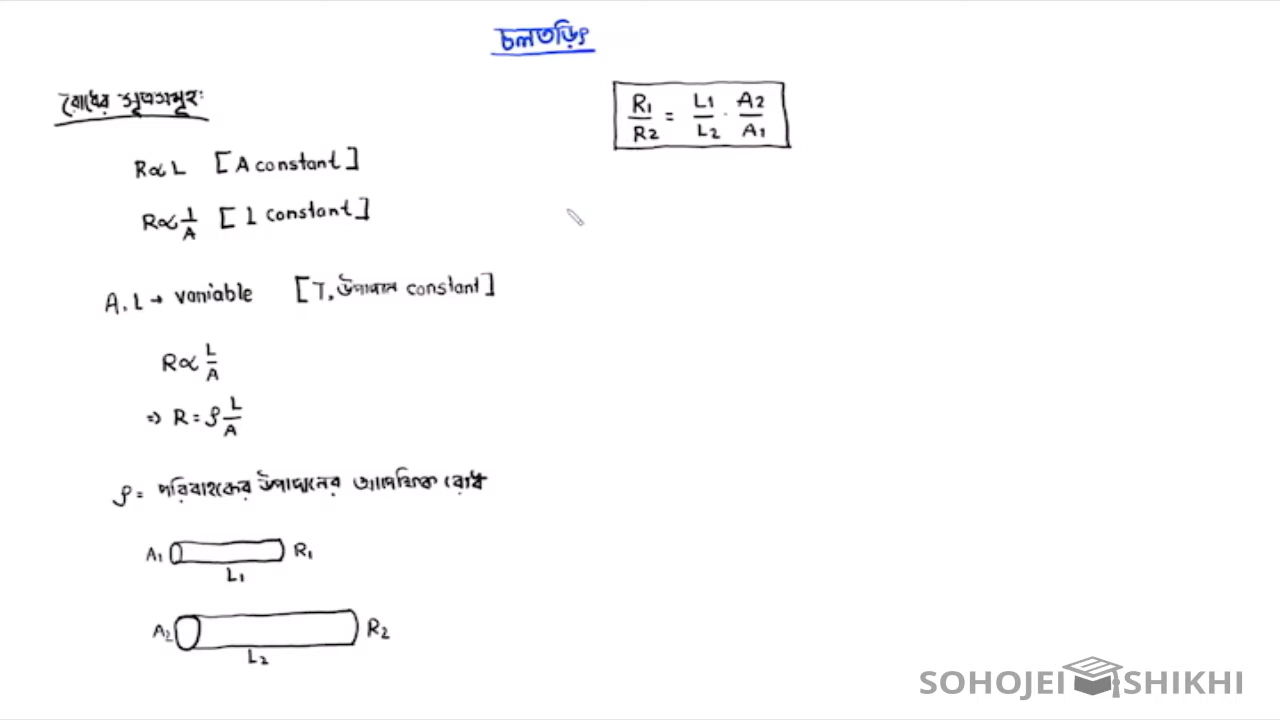 চলতড়িৎ
রোধের সূত্রসমূহঃ
R∝L [A constant]
R∝1/A [L constant]
A, L → variable [T, উপাদান constant]
R∝ L/A
⇒ R = ρ L/A
ρ = পরিবাহকের উপাদানের আপেক্ষিক রোধ
A₁ R₁
L₁
A₂ R₂
L₂
R₁/R₂ = L₁/L₂ · A₂/A₁
SOHOJEI SHIKHI